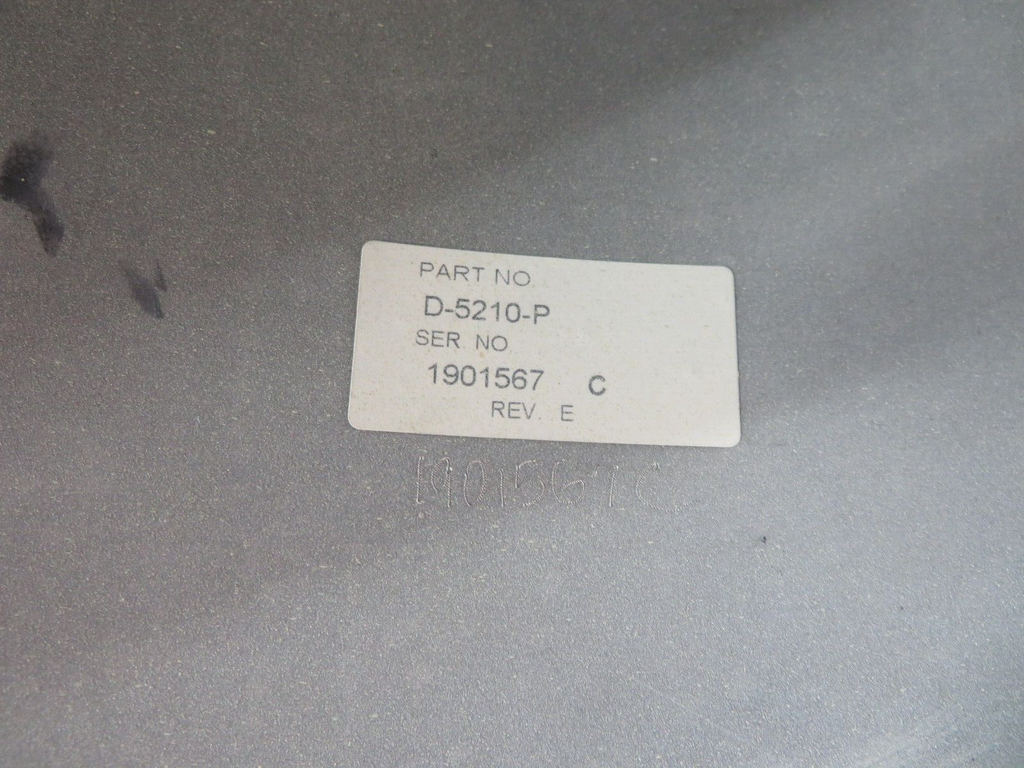 PART NO.
D-5210-P
SER. NO.
1901567 C
REV. E
1901567C